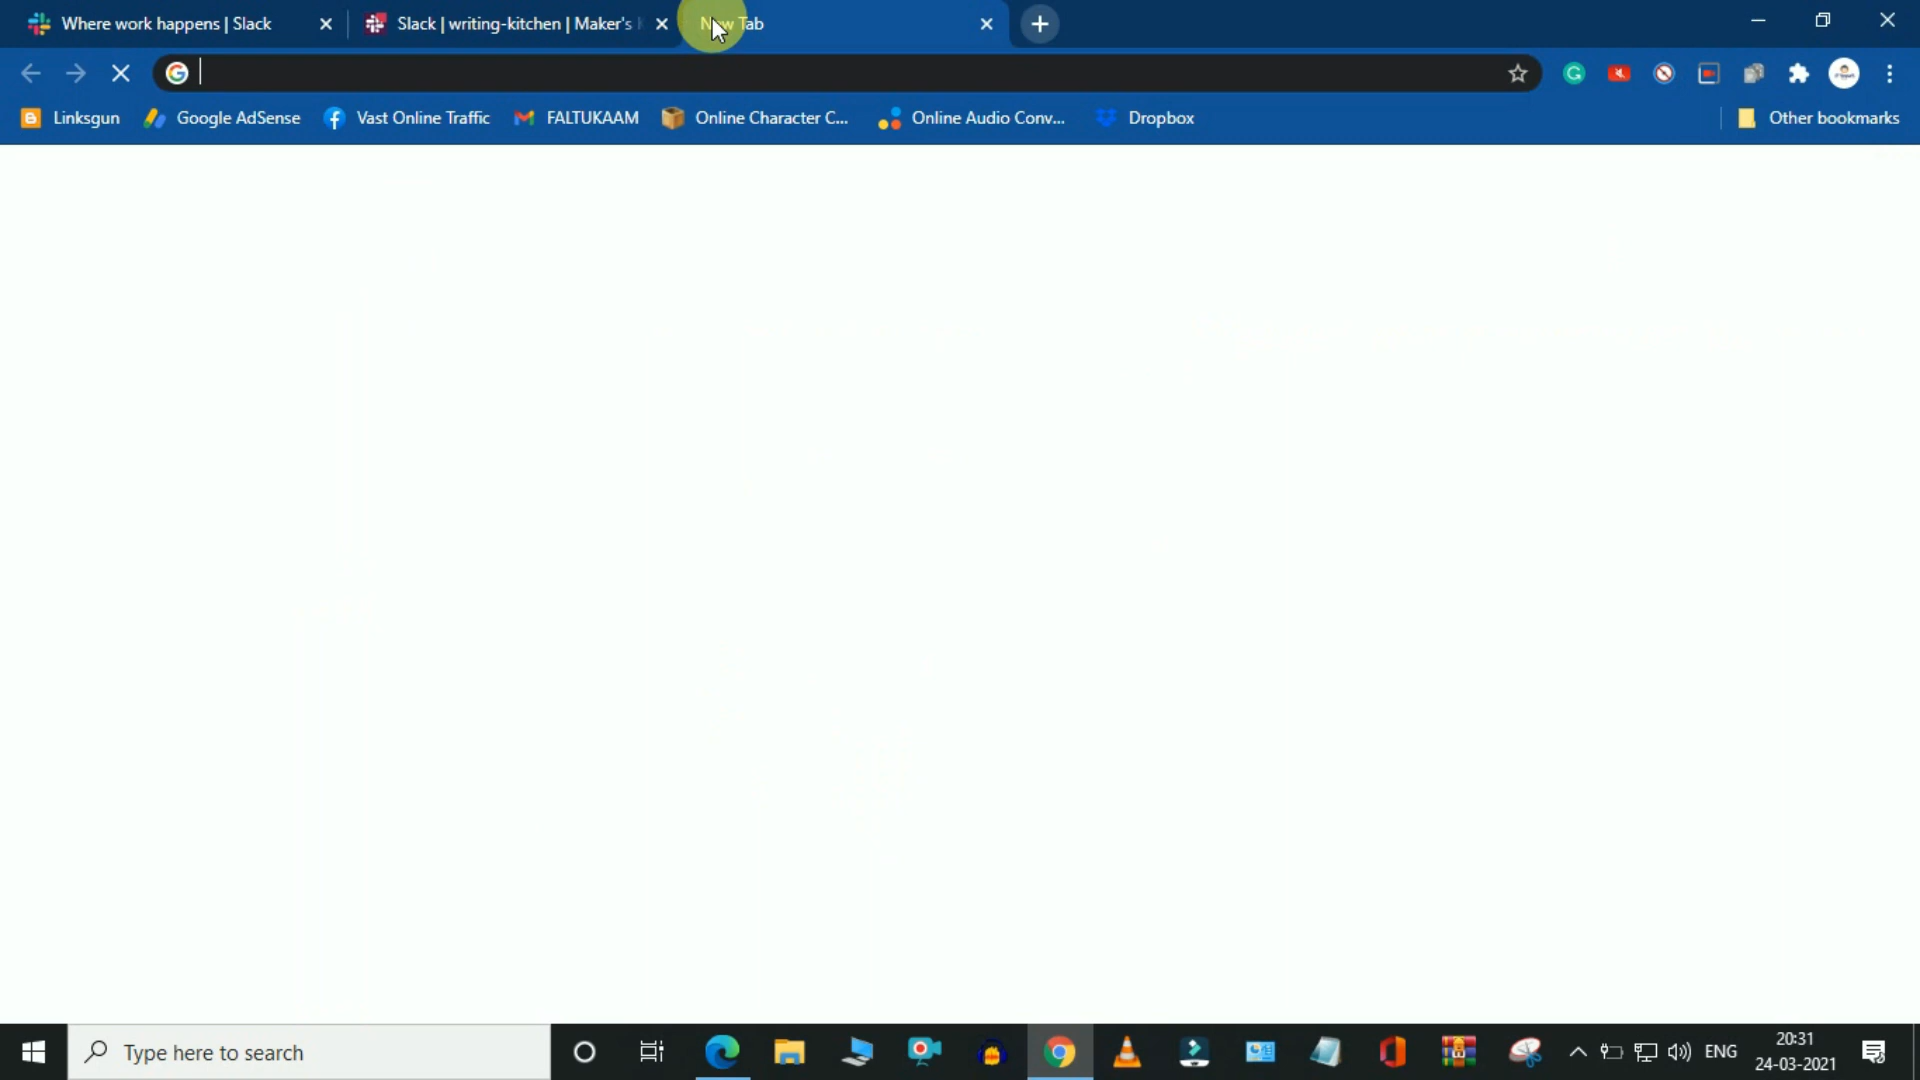 Where work happens | Slack
Slack | writing-kitchen | Maker's
New Tab
Linksgun
Google AdSense
Vast Online Traffic
FALTUKAAM
Online Character C...
Online Audio Conv...
Dropbox
Other bookmarks
Type here to search
ENG
20:31
24-03-2021